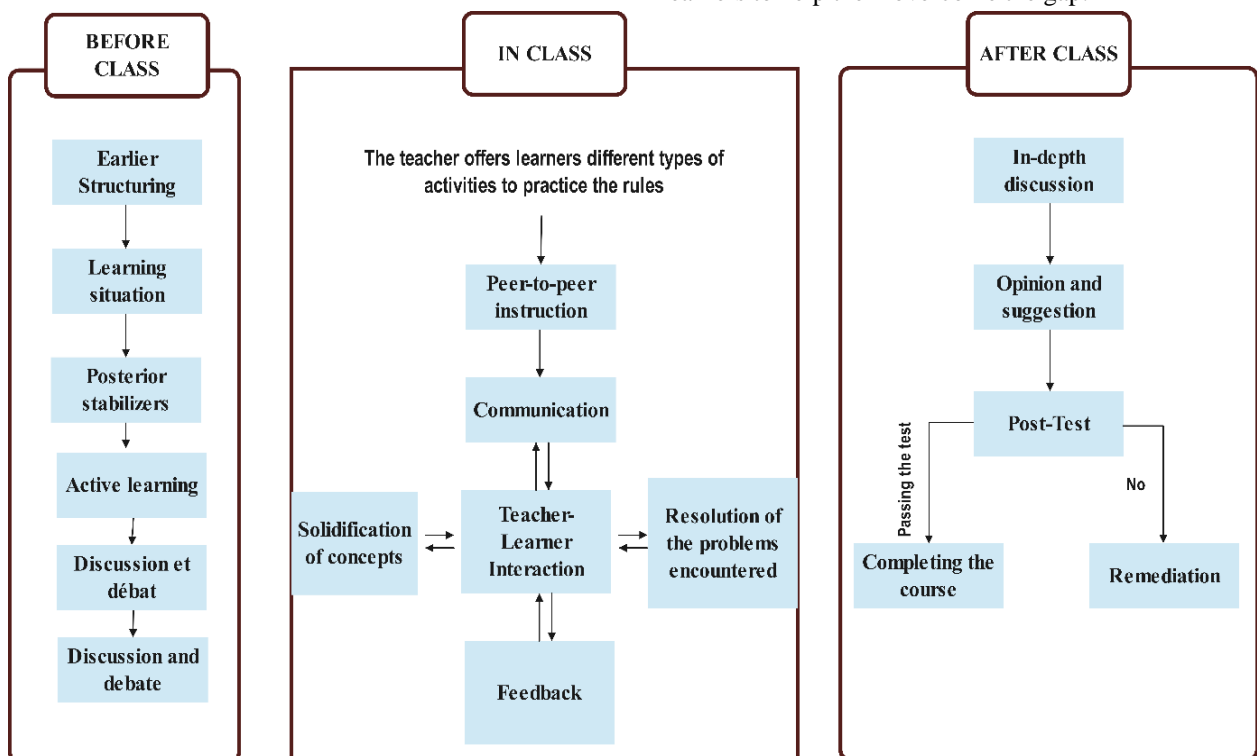 BEFORE
CLASS
Earlier
Structuring
Learning
situation
Posterior
stabilizers
Active learning
Discussion et
débat
Discussion and
debate
IN CLASS
The teacher offers learners different types of
activities to practice the rules
Peer-to-peer
instruction
Communication
Solidification
of concepts
Teacher-
Learner
Interaction
Resolution of
the problems
encountered
Feedback
AFTER CLASS
In-depth
discussion
Opinion and
suggestion
Post-Test
Passing the test
No
Completing the
course
Remediation